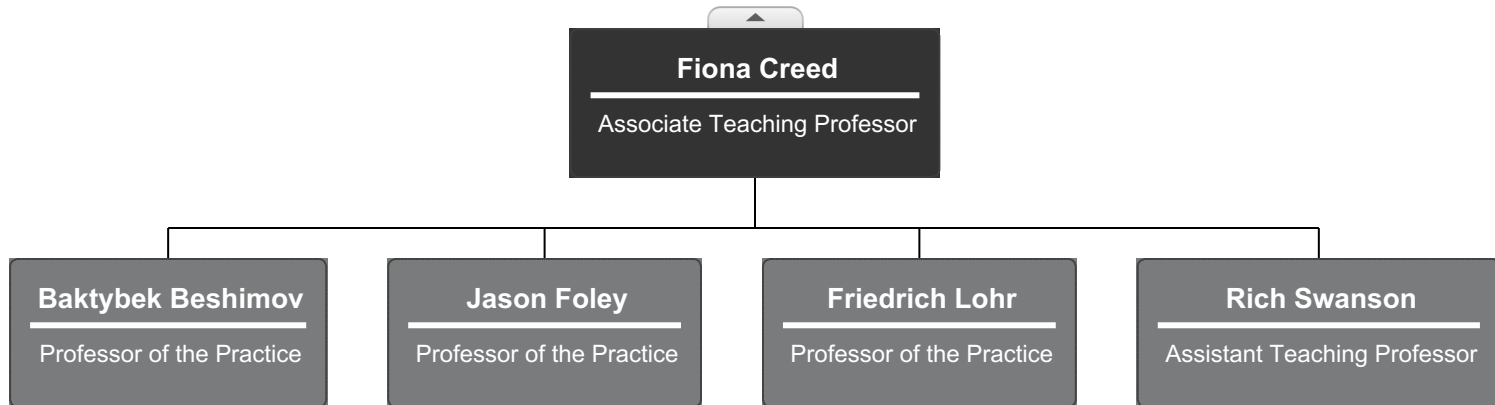 Fiona Creed
Associate Teaching Professor
Baktybek Beshimov
Professor of the Practice
Jason Foley
Professor of the Practice
Friedrich Lohr
Professor of the Practice
Rich Swanson
Assistant Teaching Professor